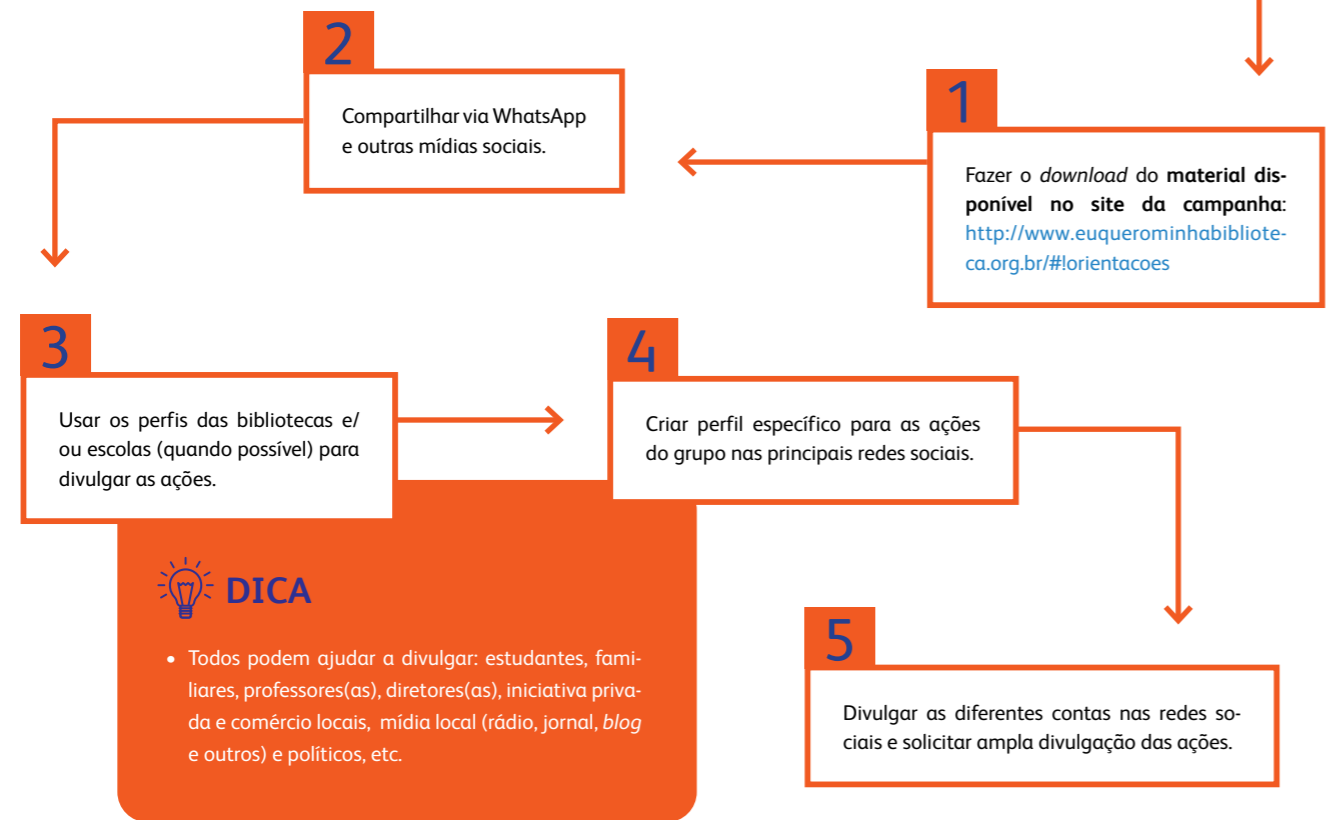 1
Fazer o download do material dis-
ponível no site da campanha:
http://www.euquerominhabibliote-
ca.org.br/#!orientacoes
2
Compartilhar via WhatsApp
e outras mídias sociais.
3
Usar os perfis das bibliotecas e/
ou escolas (quando possível) para
divulgar as ações.
4
Criar perfil específico para as ações
do grupo nas principais redes sociais.
DICA
• Todos podem ajudar a divulgar: estudantes, fami-
liares, professores(as), diretores(as), iniciativa priva-
da e comércio locais, mídia local (rádio, jornal, blog
e outros) e políticos, etc.
5
Divulgar as diferentes contas nas redes so-
ciais e solicitar ampla divulgação das ações.